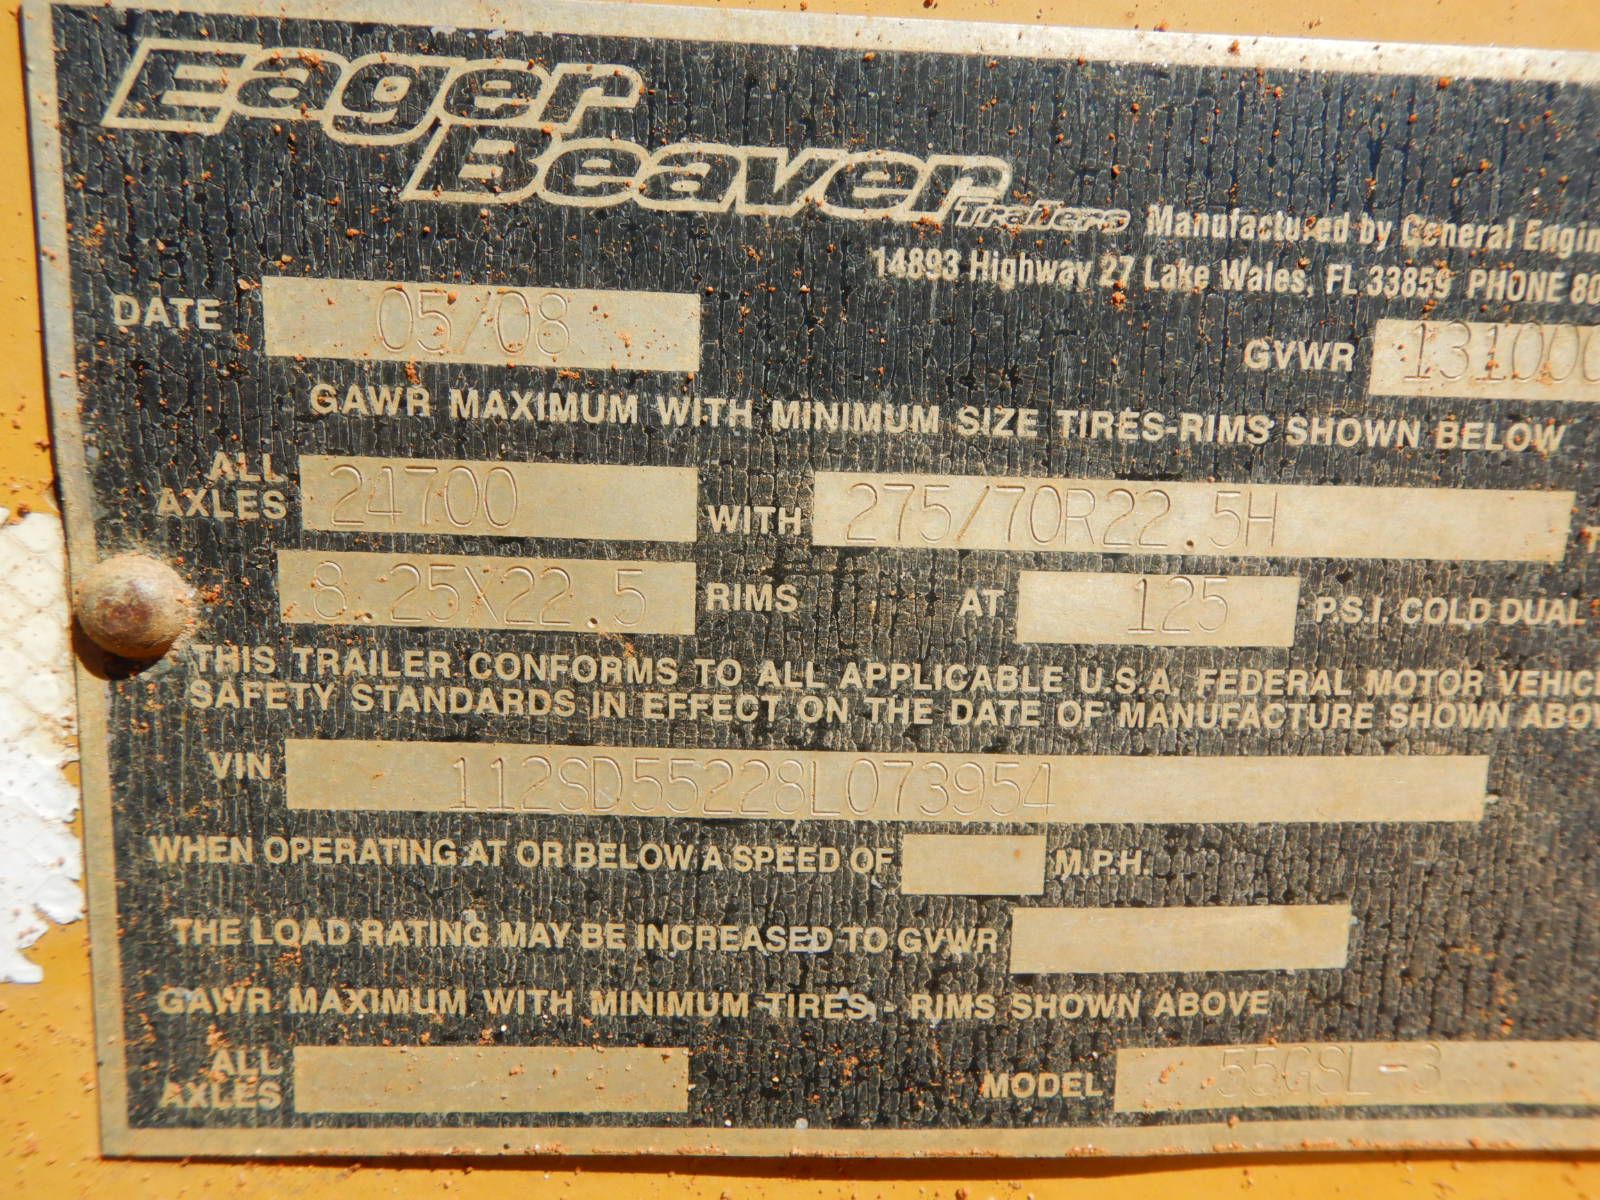 Eager
Beaver
Trailers Manufactured by General Engin
14893 Highway 27 Lake Wales, FL 33859 PHONE 80
DATE 05/08
GVWR 131000
GAWR MAXIMUM WITH MINIMUM SIZE TIRES-RIMS SHOWN BELOW
ALL AXLES 24700 WITH 275/70R22.5H
8.25X22.5 RIMS AT 125 P.S.I. COLD DUAL
THIS TRAILER CONFORMS TO ALL APPLICABLE U.S.A. FEDERAL MOTOR VEHIC
SAFETY STANDARDS IN EFFECT ON THE DATE OF MANUFACTURE SHOWN ABOV
VIN 112SD55228L073954
WHEN OPERATING AT OR BELOW A SPEED OF M.P.H.
THE LOAD RATING MAY BE INCREASED TO GVWR
GAWR MAXIMUM WITH MINIMUM TIRES - RIMS SHOWN ABOVE
ALL AXLES
MODEL 55GSL-3